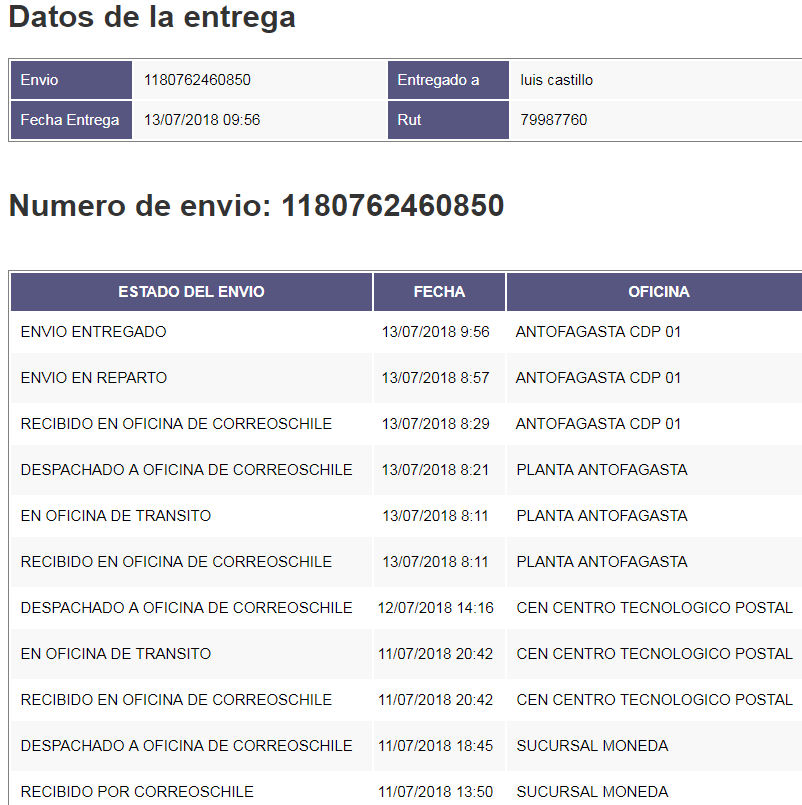 Datos de la entrega
Envio 1180762460850 Entregado a luis castillo
Fecha Entrega 13/07/2018 09:56 Rut 79987760
Numero de envio: 1180762460850
ESTADO DEL ENVIO FECHA OFICINA
ENVIO ENTREGADO 13/07/2018 9:56 ANTOFAGASTA CDP 01
ENVIO EN REPARTO 13/07/2018 8:57 ANTOFAGASTA CDP 01
RECIBIDO EN OFICINA DE CORREOSCHILE 13/07/2018 8:29 ANTOFAGASTA CDP 01
DESPACHADO A OFICINA DE CORREOSCHILE 13/07/2018 8:21 PLANTA ANTOFAGASTA
EN OFICINA DE TRANSITO 13/07/2018 8:11 PLANTA ANTOFAGASTA
RECIBIDO EN OFICINA DE CORREOSCHILE 13/07/2018 8:11 PLANTA ANTOFAGASTA
DESPACHADO A OFICINA DE CORREOSCHILE 12/07/2018 14:16 CEN CENTRO TECNOLOGICO POSTAL
EN OFICINA DE TRANSITO 11/07/2018 20:42 CEN CENTRO TECNOLOGICO POSTAL
RECIBIDO EN OFICINA DE CORREOSCHILE 11/07/2018 20:42 CEN CENTRO TECNOLOGICO POSTAL
DESPACHADO A OFICINA DE CORREOSCHILE 11/07/2018 18:45 SUCURSAL MONEDA
RECIBIDO POR CORREOSCHILE 11/07/2018 13:50 SUCURSAL MONEDA